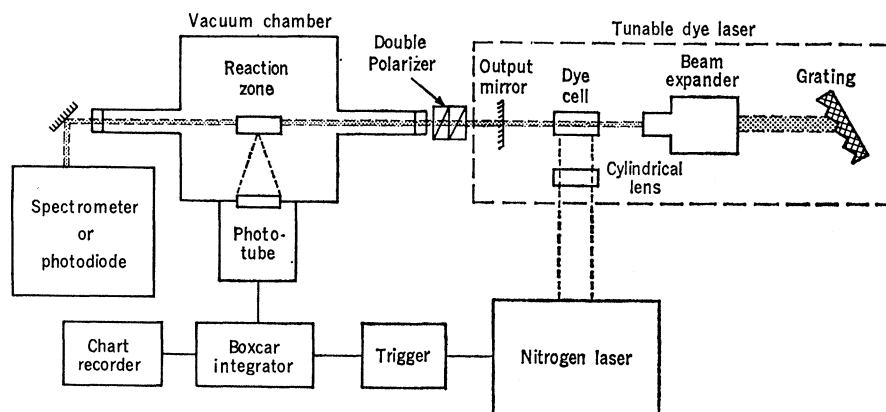 Vacuum chamber
Tunable dye laser
Double
Polarizer
Reaction
zone
Output
mirror
Dye
cell
Beam
expander
Grating
Cylindrical
lens
Spectrometer
or
photodiode
Photo-
tube
Chart
recorder
Boxcar
integrator
Trigger
Nitrogen laser